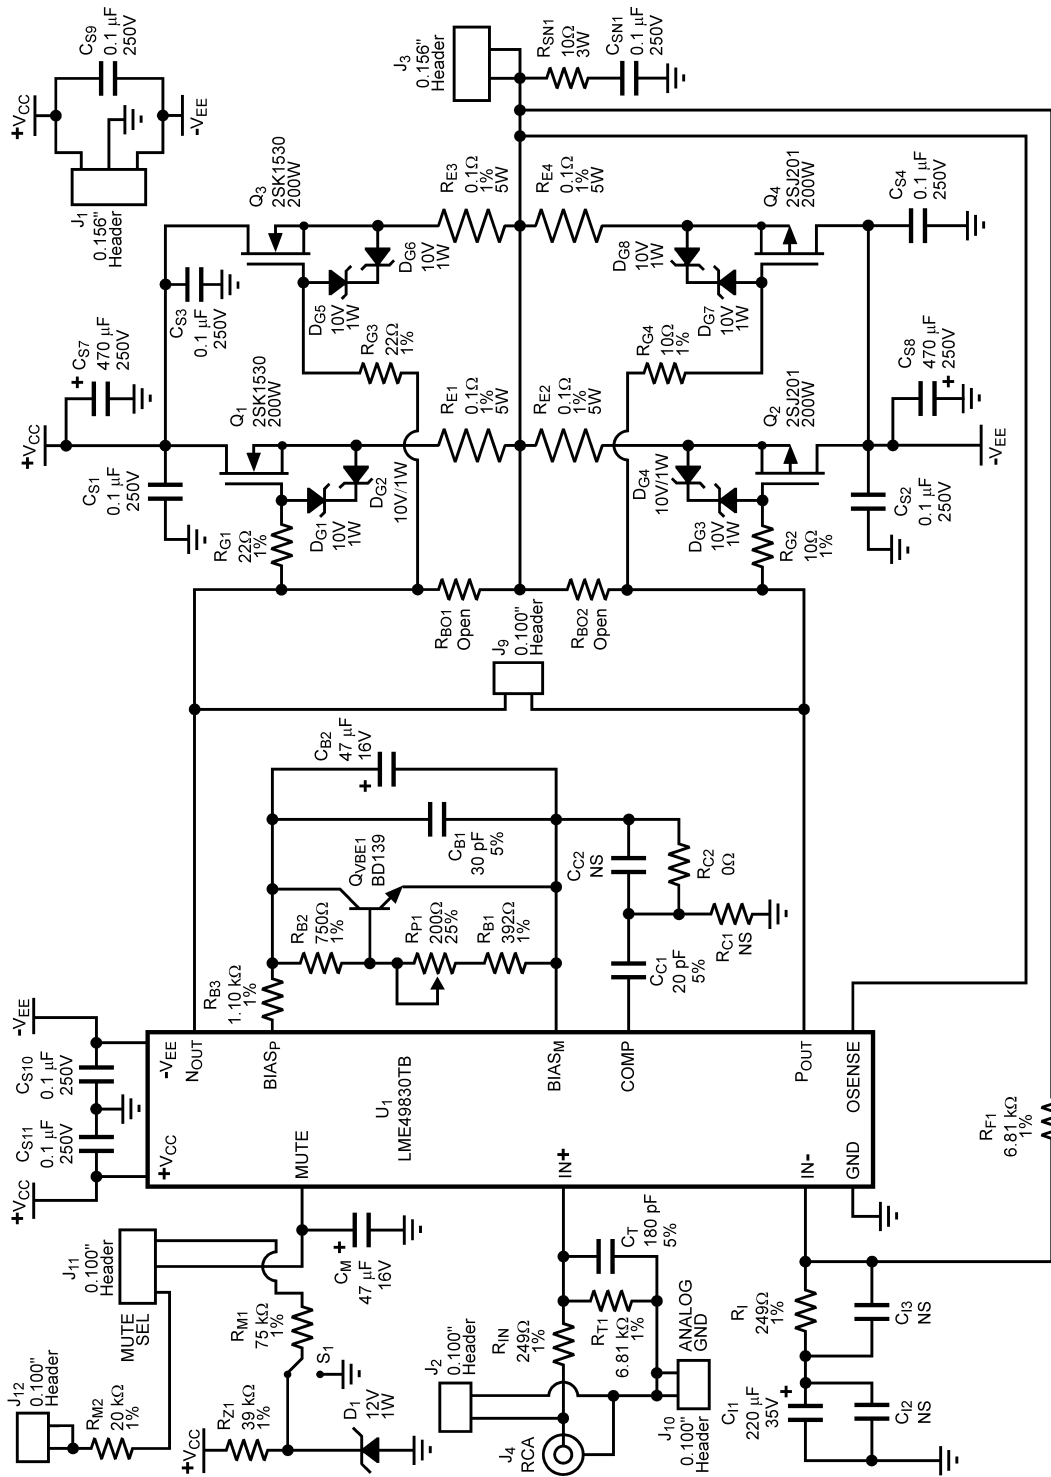 +VCC
CS9
0.1 µF
250V
-VEE
J1
0.156"
Header
J3
0.156"
Header
RSN1
10Ω
3W
CSN1
0.1 µF
250V
+VCC
CS7
470 µF
250V
+
CS3
0.1 µF
250V
CS1
0.1 µF
250V
Q3
2SK1530
200W
Q1
2SK1530
200W
DG6
10V
1W
DG5
10V
1W
RG3
22Ω
1%
RE3
0.1Ω
1%
5W
RE4
0.1Ω
1%
5W
RG1
22Ω
1%
DG1
10V
1W
DG2
10V/1W
RE1
0.1Ω
1%
5W
RE2
0.1Ω
1%
5W
DG8
10V
1W
DG7
10V
1W
RG4
10Ω
1%
Q4
2SJ201
200W
CS4
0.1 µF
250V
DG4
10V/1W
DG3
10V
1W
RG2
10Ω
1%
Q2
2SJ201
200W
CS8
470 µF
250V
+
CS2
0.1 µF
250V
-VEE
RBO1
Open
RBO2
Open
J9
0.100"
Header
CB2
47 µF
16V
+
CB1
30 pF
5%
QVBE1
BD139
RB2
750Ω
1%
RP1
200Ω
25%
RB1
392Ω
1%
RB3
1.10 kΩ
1%
CC2
NS
RC2
0Ω
RC1
NS
CC1
20 pF
5%
-VEE
CS10
0.1 µF
250V
CS11
0.1 µF
250V
+VCC
-VEE
NOUT
BIASP
BIASM
COMP
POUT
OSENSE
+VCC
MUTE
U1
LME49830TB
IN+
IN-
GND
RF1
6.81 kΩ
1%
J11
0.100"
Header
MUTE
SEL
CM
47 µF
16V
+
RM1
75 kΩ
1%
S1
J12
0.100"
Header
RM2
20 kΩ
1%
+VCC
RZ1
39 kΩ
1%
D1
12V
1W
CT
180 pF
5%
RT1
6.81 kΩ
1%
RIN
249Ω
1%
J2
0.100"
Header
ANALOG
GND
J10
0.100"
Header
J4
RCA
RI
249Ω
1%
CI3
NS
CI1
220 µF
35V
+
CI2
NS